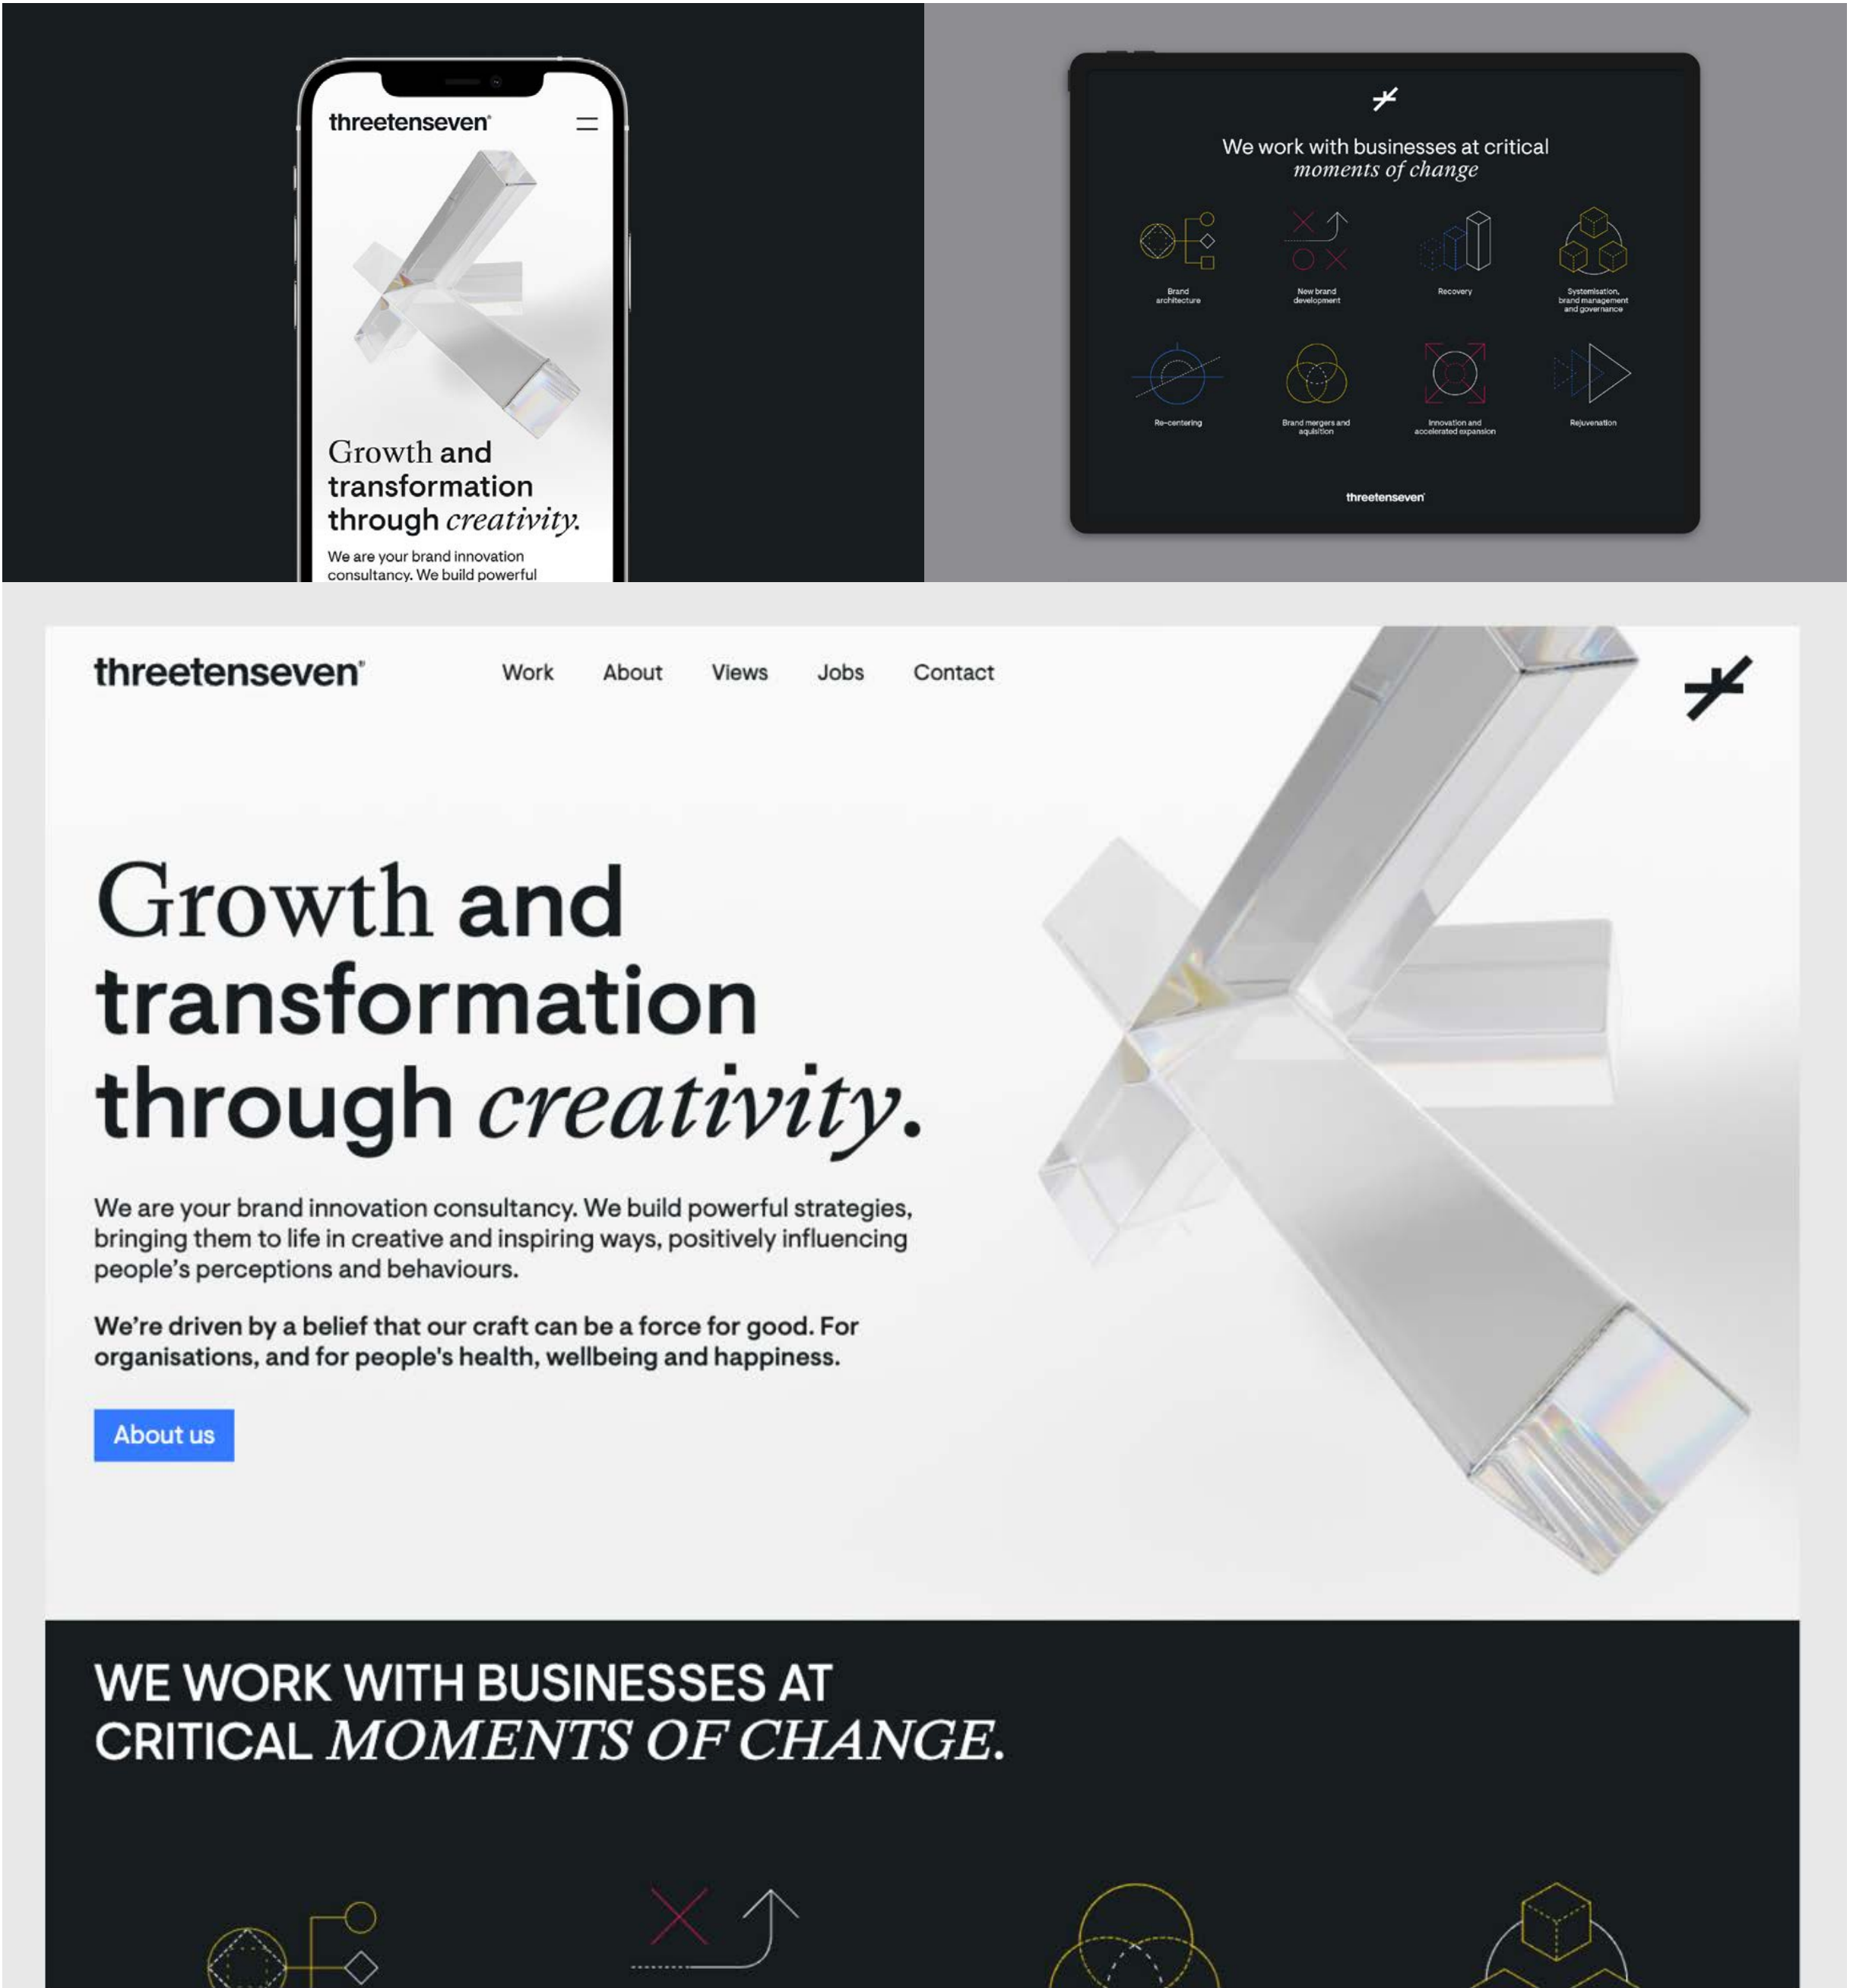 threetenseven®
Growth and
transformation
through creativity.
We are your brand innovation
consultancy. We build powerful
We work with businesses at critical
moments of change
Brand
architecture
New brand
development
Recovery
Systemisation,
brand management
and governance
Re-centering
Brand mergers and
aquisition
Innovation and
accelerated expansion
Rejuvenation
threetenseven®
threetenseven®
Work About Views Jobs Contact
Growth and
transformation
through creativity.
We are your brand innovation consultancy. We build powerful strategies,
bringing them to life in creative and inspiring ways, positively influencing
people’s perceptions and behaviours.
We’re driven by a belief that our craft can be a force for good. For
organisations, and for people's health, wellbeing and happiness.
About us
WE WORK WITH BUSINESSES AT
CRITICAL MOMENTS OF CHANGE.